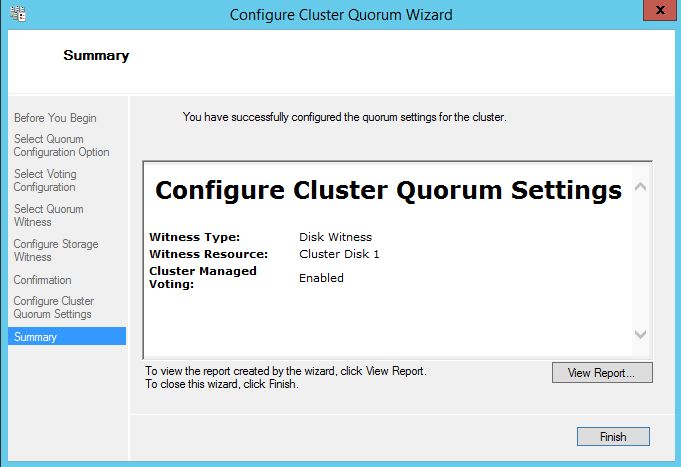 Configure Cluster Quorum Wizard
x
Summary
Before You Begin
Select Quorum
Configuration Option
Select Voting
Configuration
Select Quorum
Witness
Configure Storage
Witness
Confirmation
Configure Cluster
Quorum Settings
Summary
You have successfully configured the quorum settings for the cluster.
Configure Cluster Quorum Settings
Witness Type: Disk Witness
Witness Resource: Cluster Disk 1
Cluster Managed
Voting: Enabled
To view the report created by the wizard, click View Report.
To close this wizard, click Finish.
View Report...
Finish